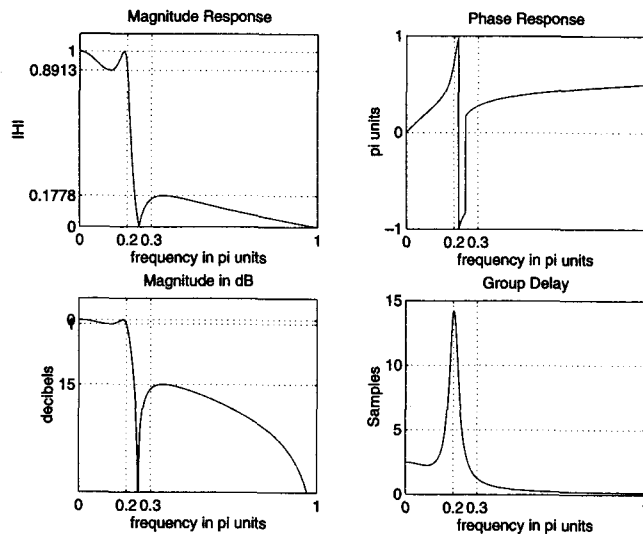 Magnitude Response
1
0.8913
|H|
0.1778
0
0 0.2 0.3 1
frequency in pi units
Phase Response
1
pi units
0
-1
0 0.2 0.3 1
frequency in pi units
Magnitude in dB
0
decibels
15
0 0.2 0.3 1
frequency in pi units
Group Delay
15
10
Samples
5
0
0 0.2 0.3 1
frequency in pi units